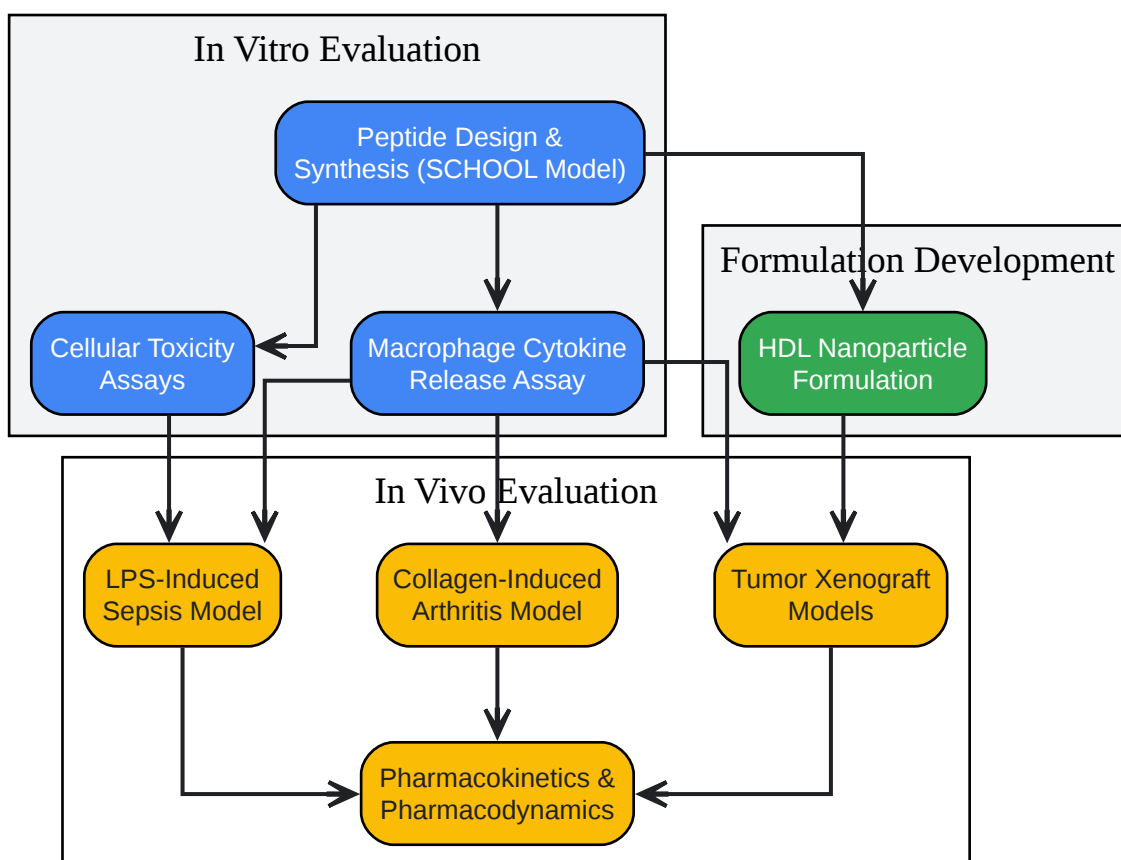 In Vitro Evaluation
Peptide Design &
Synthesis (SCHOOL Model)
Formulation Development
Cellular Toxicity
Assays
Macrophage Cytokine
Release Assay
HDL Nanoparticle
Formulation
In Vivo Evaluation
LPS-Induced
Sepsis Model
Collagen-Induced
Arthritis Model
Tumor Xenograft
Models
Pharmacokinetics &
Pharmacodynamics